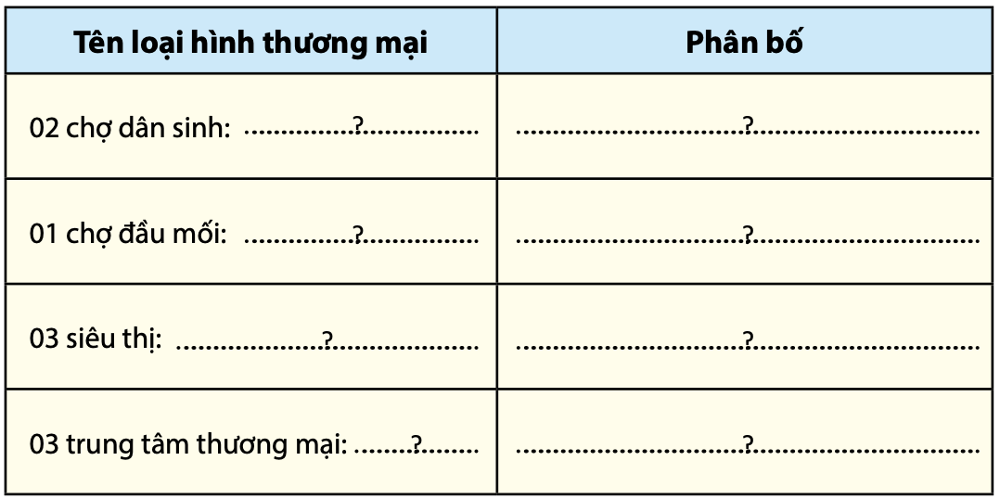 Tên loại hình thương mại Phân bố
02 chợ dân sinh: ................?................ ................?................
01 chợ đầu mối: ................?................ ................?................
03 siêu thị: ................?................ ................?................
03 trung tâm thương mại: ........?........ ................?................